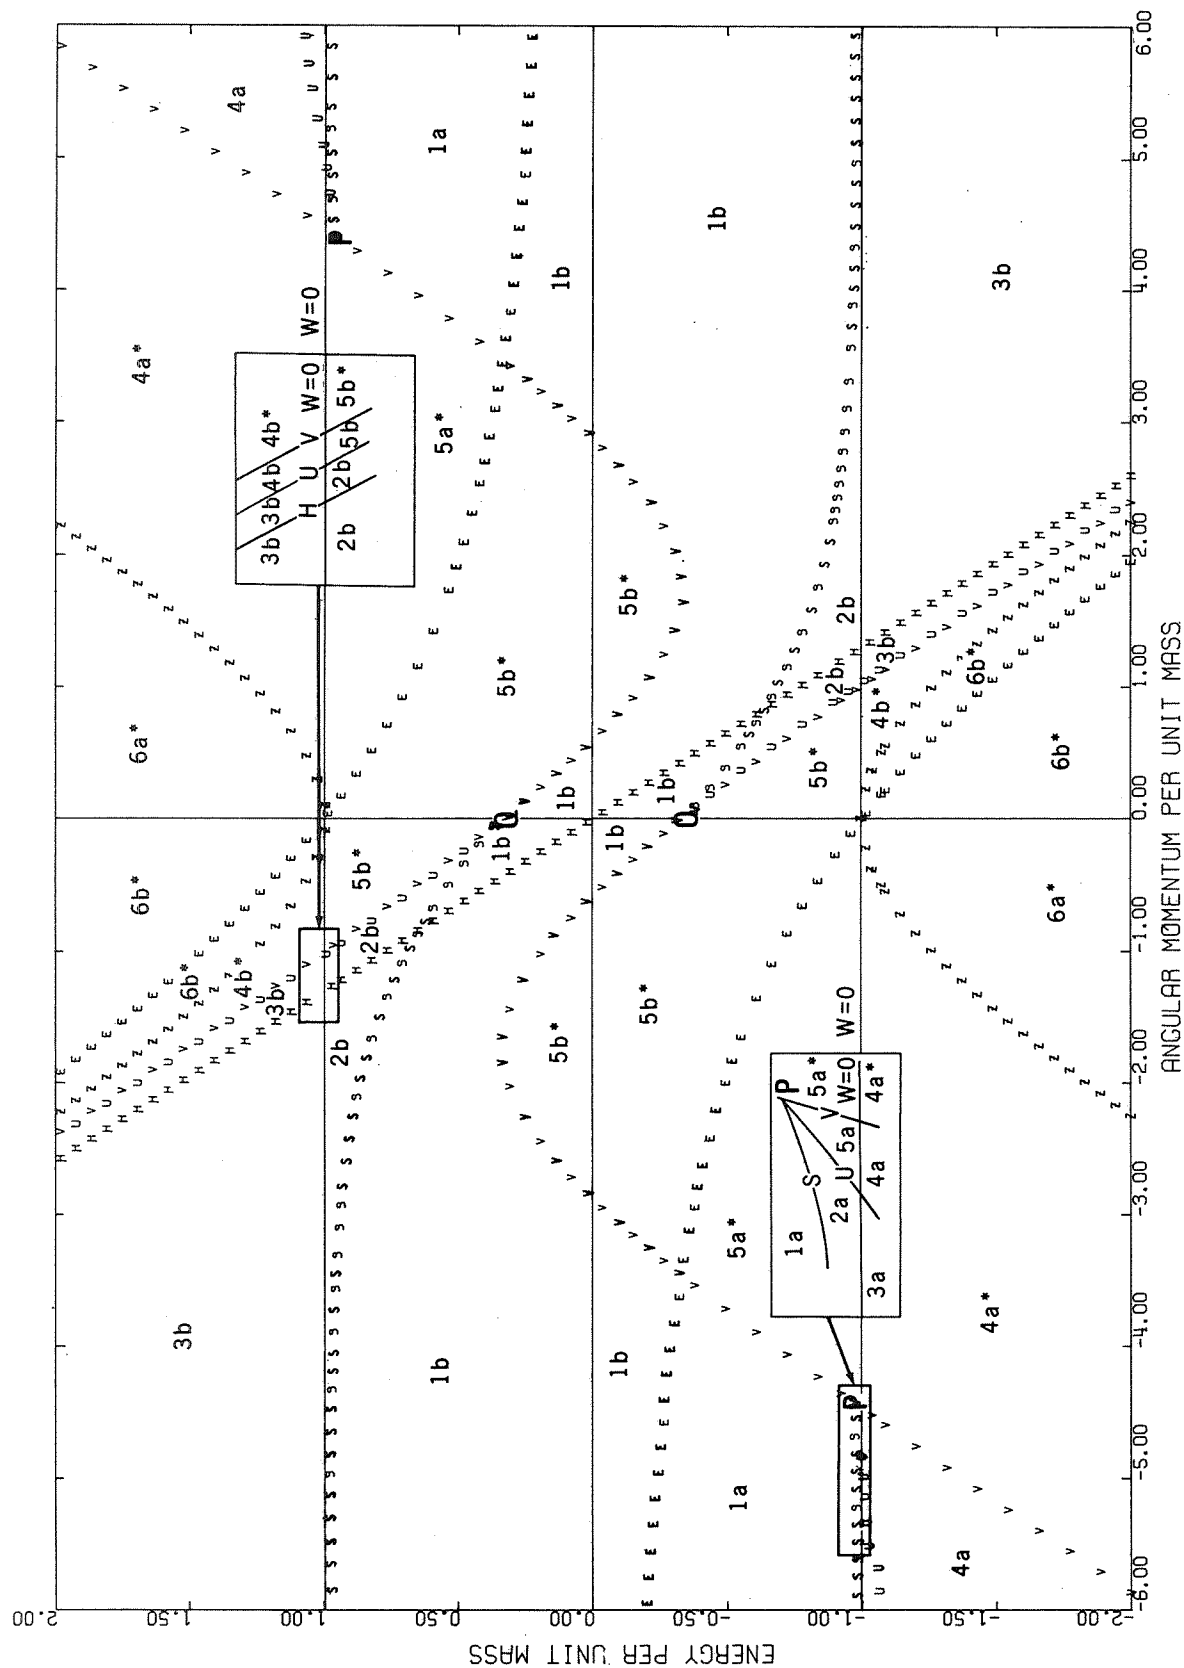 2.00
1.50
1.00
0.50
0.00
-0.50
-1.00
-1.50
-2.00
ENERGY PER UNIT MASS
-6.00
-5.00
-4.00
-3.00
-2.00
-1.00
0.00
1.00
2.00
3.00
4.00
5.00
6.00
ANGULAR MOMENTUM PER UNIT MASS
3b
6b*
6b*
4b*
3b
6a*
4a*
4a
2b
2b
5b*
W=0
P
1b
5b*
1b
Q
1b
5b*
5a*
1a
1b
1b
5b*
1b
1b
Q
5b*
1b
1a
5a*
5b*
2b
2b
W=0
P
4a
4a*
6a*
4b*
3b
6b*
6b*
3b
3b 3b 4b 4b*
H U V W=0
2b 2b 5b 5b*
P
1a S 5a*
2a U 5a V W=0
3a 4a 4a*